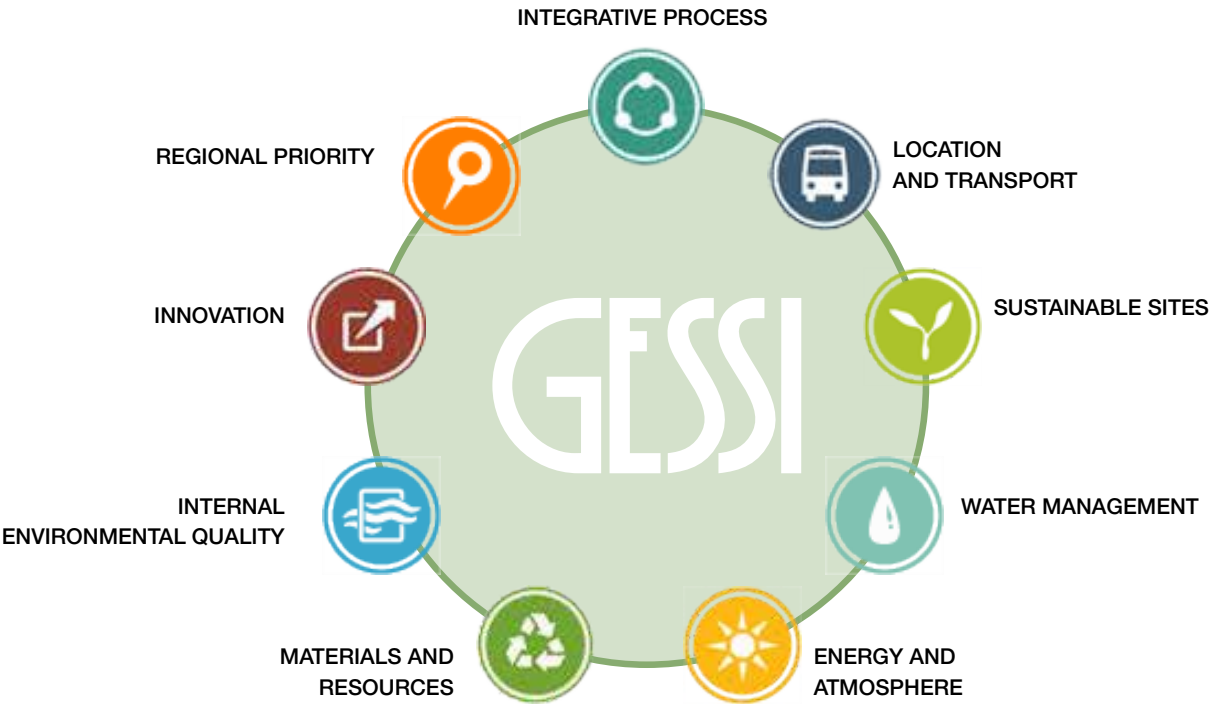 INTEGRATIVE PROCESS
REGIONAL PRIORITY
LOCATION
AND TRANSPORT
INNOVATION
SUSTAINABLE SITES
GESSI
INTERNAL
ENVIRONMENTAL QUALITY
WATER MANAGEMENT
MATERIALS AND
RESOURCES
ENERGY AND
ATMOSPHERE